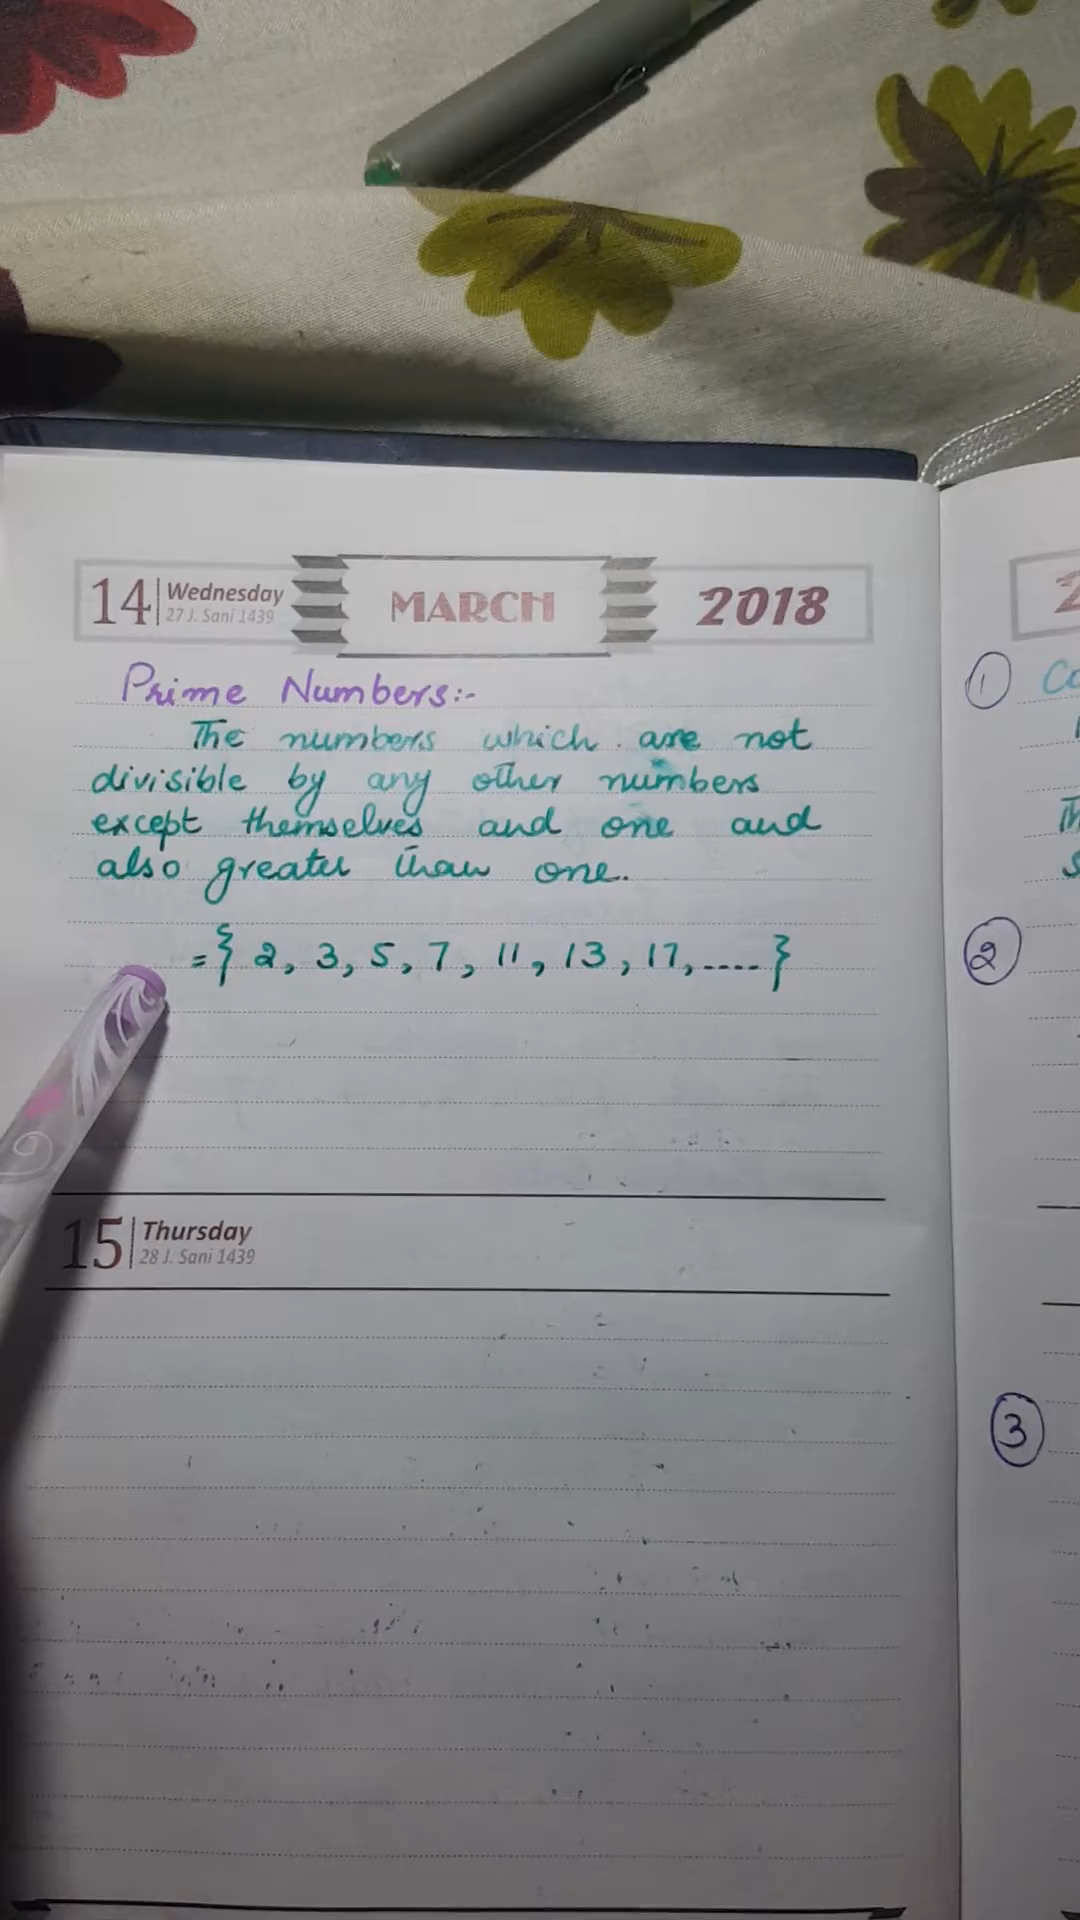 14 Wednesday 27 J. Sani 1439 MARCH 2018
Prime Numbers:-
The numbers which are not
divisible by any other numbers
except themselves and one and
also greater than one.
={ 2, 3, 5, 7, 11, 13, 17, .... }
15 Thursday
28 J. Sani 1439
1
2
3